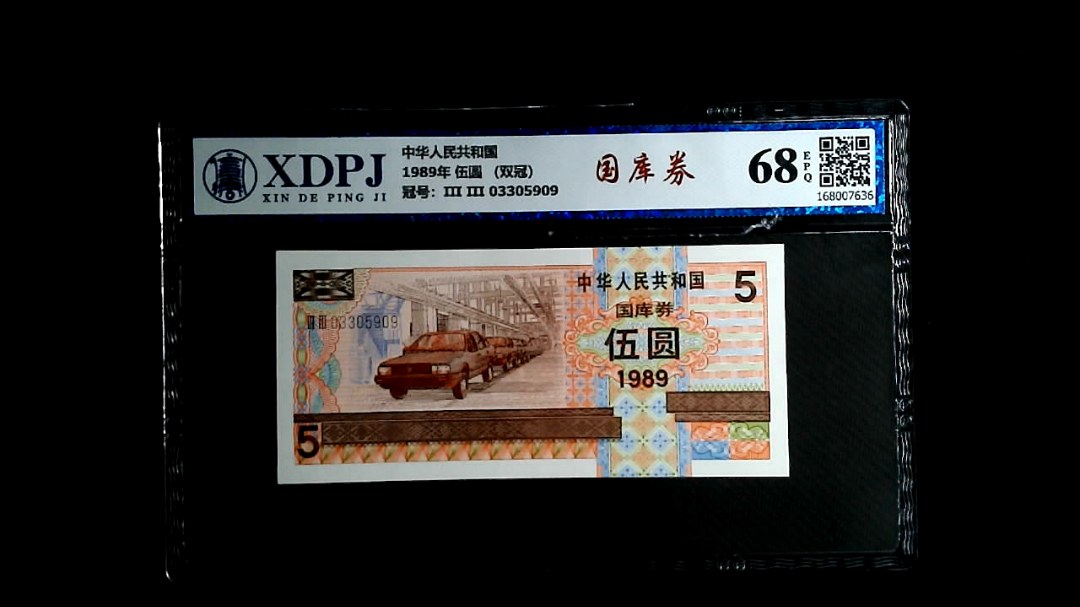 XDPJ
XIN DE PING JI
中华人民共和国
1989年 伍圆 (双冠)
冠号: III III 03305909
国库券
68
EPQ
168007636
中华人民共和国
5
国库券
III III 03305909
伍圆
1989
5